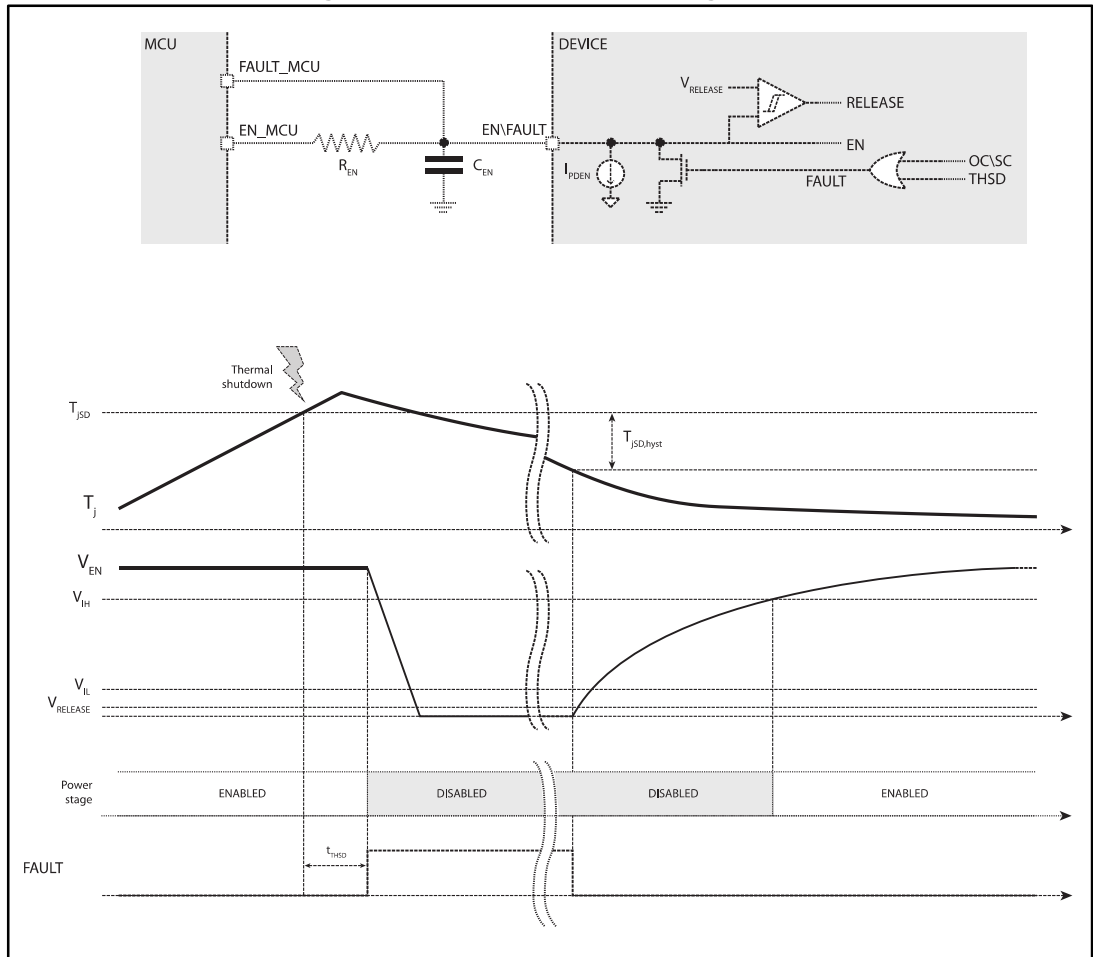 MCU
DEVICE
FAULT_MCU
V_RELEASE
RELEASE
EN_MCU
EN\FAULT
EN
R_EN
C_EN
I_PDEN
OC\SC
FAULT
THSD
Thermal
shutdown
T_jSD
T_jSD,hyst
T_j
V_EN
V_IH
V_IL
V_RELEASE
Power
stage
ENABLED
DISABLED
DISABLED
ENABLED
t_THSD
FAULT